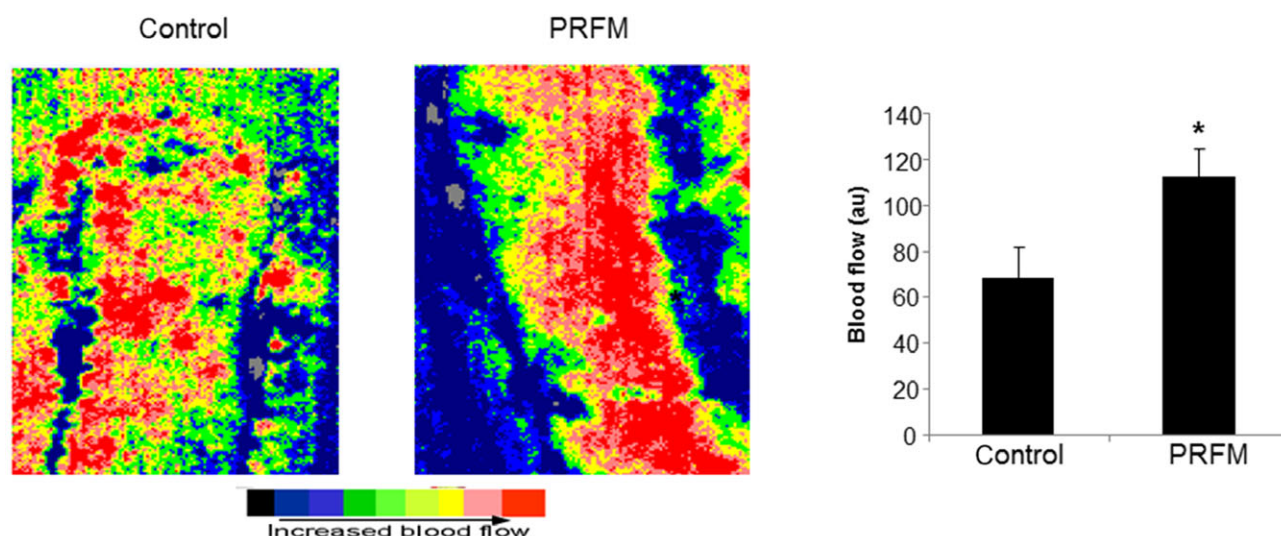 Control
PRFM
Increased blood flow
Blood flow (au)
140
120
100
80
60
40
20
0
*
Control
PRFM